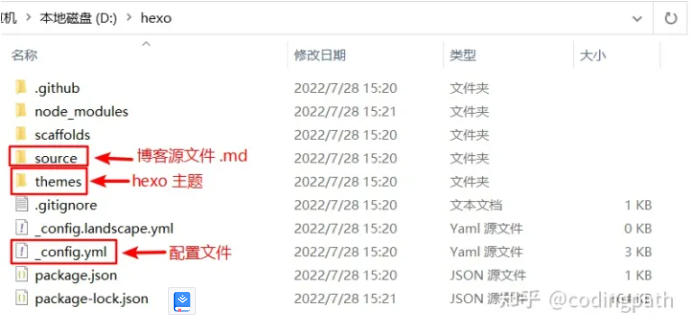 机 > 本地磁盘 (D:) > hexo
名称 修改日期 类型 大小
.github 2022/7/28 15:20 文件夹
node_modules 2022/7/28 15:21 文件夹
scaffolds 2022/7/28 15:20 文件夹
source 博客源文件 .md 2022/7/28 15:20 文件夹
themes hexo 主题 2022/7/28 15:20 文件夹
.gitignore 2022/7/28 15:20 文本文档 1 KB
_config.landscape.yml 2022/7/28 15:20 Yaml 源文件 0 KB
_config.yml 配置文件 2022/7/28 15:20 Yaml 源文件 3 KB
package.json 2022/7/28 15:20 JSON 源文件 1 KB
package-lock.json 2022/7/28 15:21 JSON 源文件 KB
知乎 @codingpath